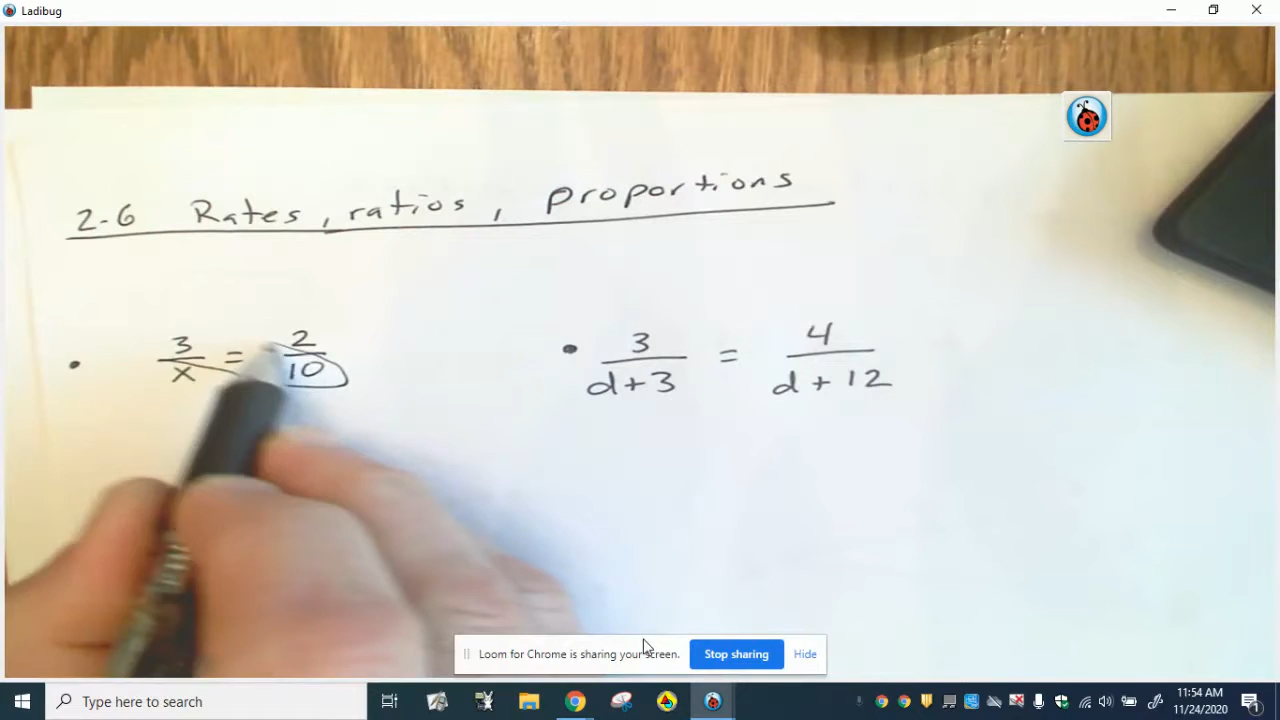 Ladibug
2-6 Rates, ratios, proportions
• 3/x = 2/10
• 3/(d+3) = 4/(d+12)
Loom for Chrome is sharing your screen. Stop sharing Hide
Type here to search
11:54 AM
11/24/2020
1